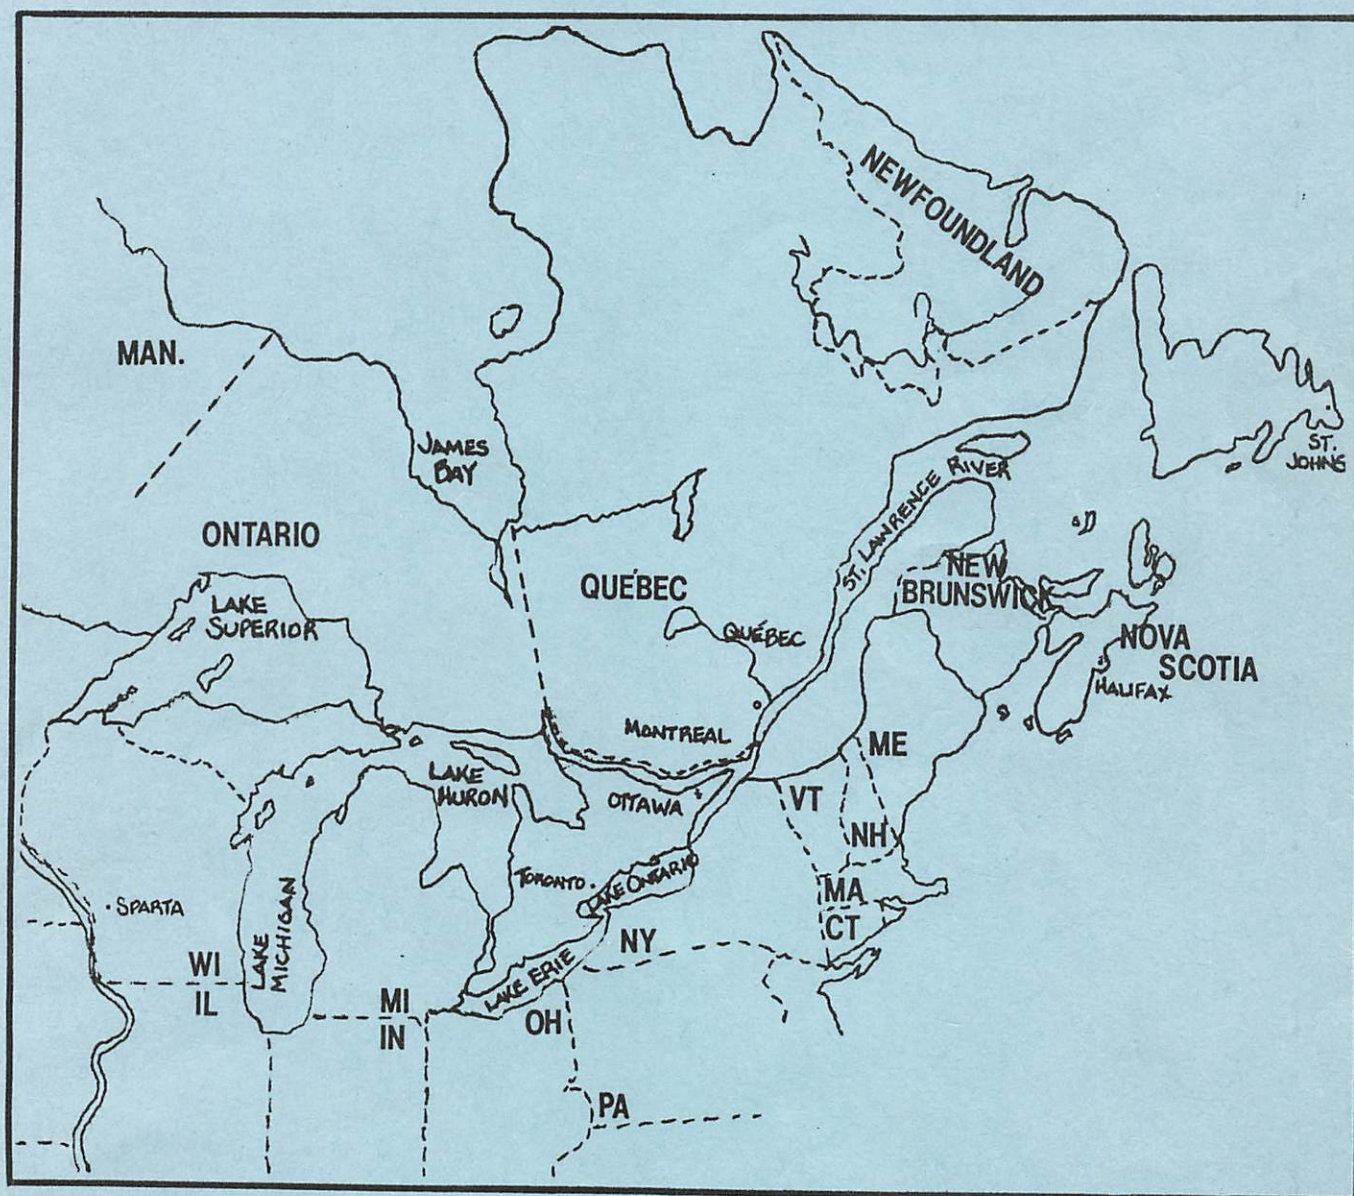 NEWFOUNDLAND
MAN.
JAMES
BAY
ST.
JOHNS
ST. LAWRENCE RIVER
ONTARIO
NEW
BRUNSWICK
QUÉBEC
LAKE
SUPERIOR
QUÉBEC
NOVA
SCOTIA
HALIFAX
MONTREAL
ME
LAKE
HURON
OTTAWA
VT
NH
TORONTO
LAKE ONTARIO
MA
SPARTA
CT
LAKE
MICHIGAN
NY
WI
IL
LAKE ERIE
MI
IN
OH
PA